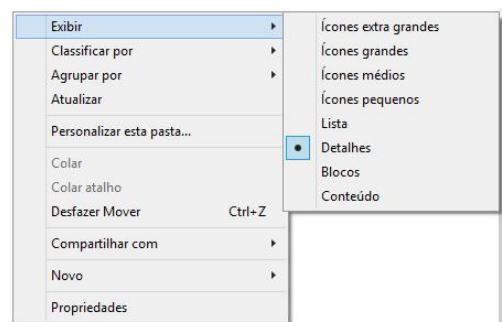 Exibir
Classificar por
Agrupar por
Atualizar
Personalizar esta pasta...
Colar
Colar atalho
Desfazer Mover Ctrl+Z
Compartilhar com
Novo
Propriedades
Ícones extra grandes
Ícones grandes
Ícones médios
Ícones pequenos
Lista
Detalhes
Blocos
Conteúdo